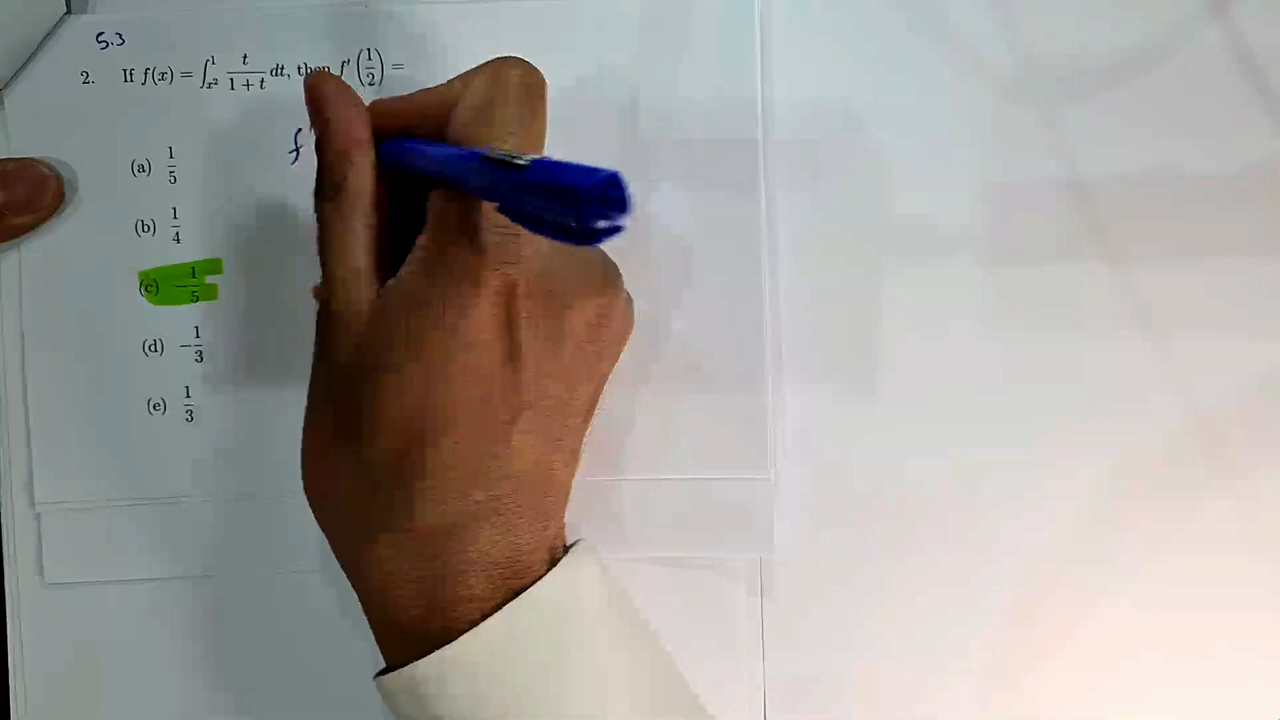 5.3
2. If f(x) = ∫_{x²}^{1} t/(1+t) dt, then f′(1/2) =
f'
(a) 1/5
(b) 1/4
(c) −1/5
(d) −1/3
(e) 1/3